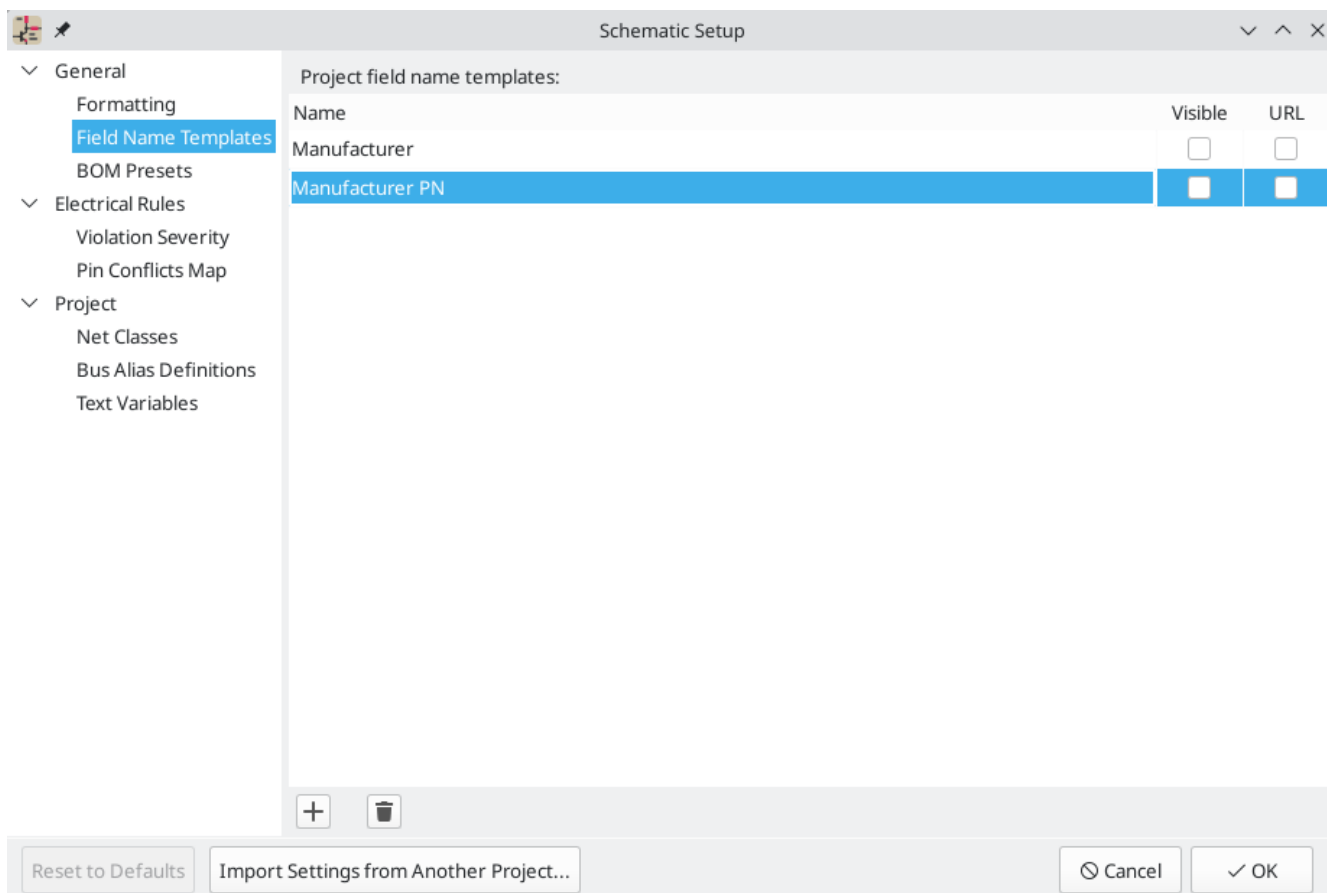 Schematic Setup
General
Formatting
Field Name Templates
BOM Presets
Electrical Rules
Violation Severity
Pin Conflicts Map
Project
Net Classes
Bus Alias Definitions
Text Variables
Project field name templates:
Name Visible URL
Manufacturer
Manufacturer PN
Reset to Defaults Import Settings from Another Project... Cancel OK